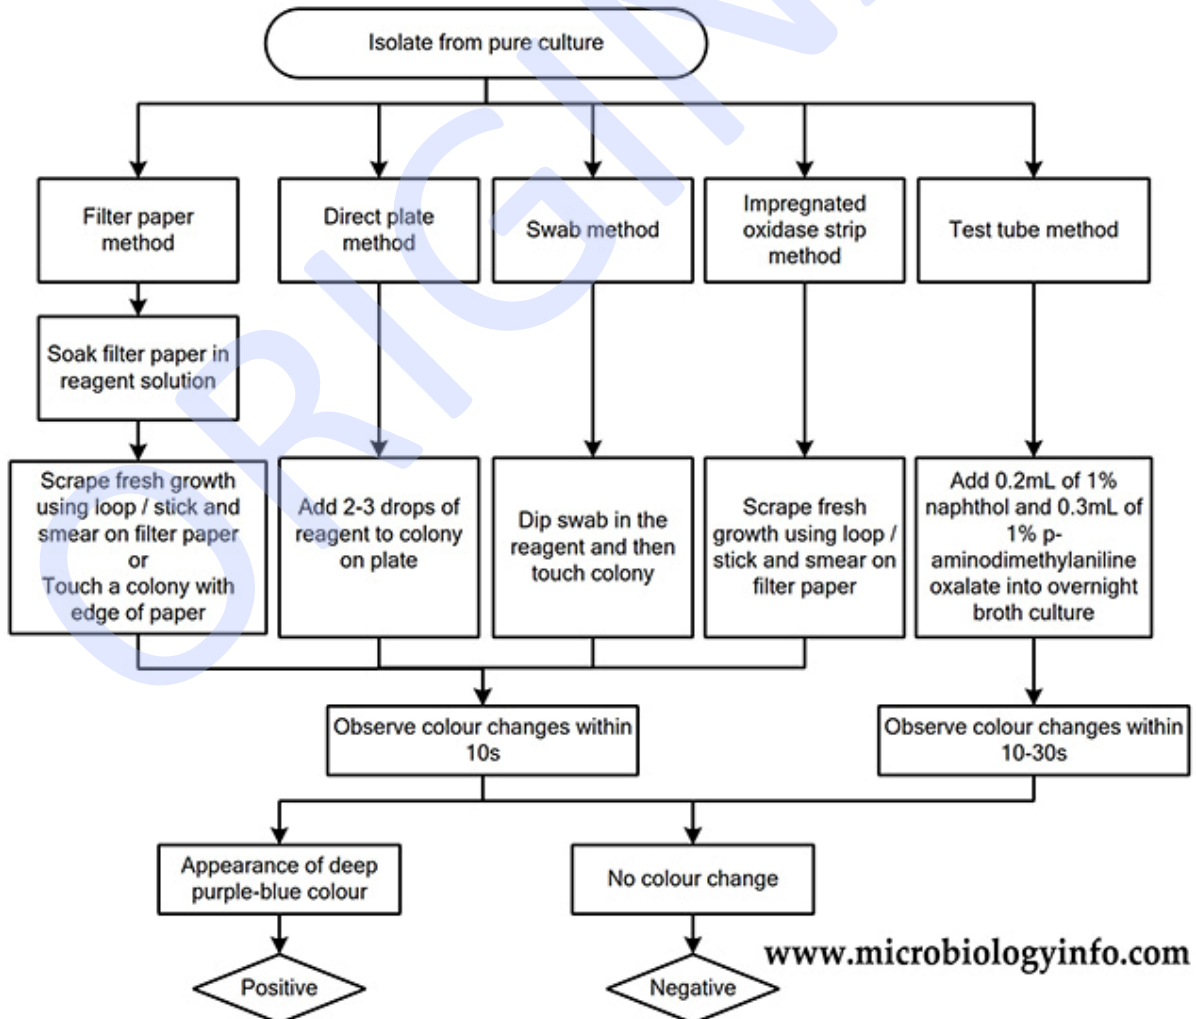 Isolate from pure culture
Filter paper
method
Direct plate
method
Swab method
Impregnated
oxidase strip
method
Test tube method
Soak filter paper in
reagent solution
Scrape fresh growth
using loop / stick and
smear on filter paper
or
Touch a colony with
edge of paper
Add 2-3 drops of
reagent to colony
on plate
Dip swab in the
reagent and then
touch colony
Scrape fresh
growth using loop /
stick and smear on
filter paper
Add 0.2mL of 1%
naphthol and 0.3mL of
1% p-
aminodimethylaniline
oxalate into overnight
broth culture
Observe colour changes within
10s
Observe colour changes within
10-30s
Appearance of deep
purple-blue colour
No colour change
Positive
Negative
www.microbiologyinfo.com
ORIGIN